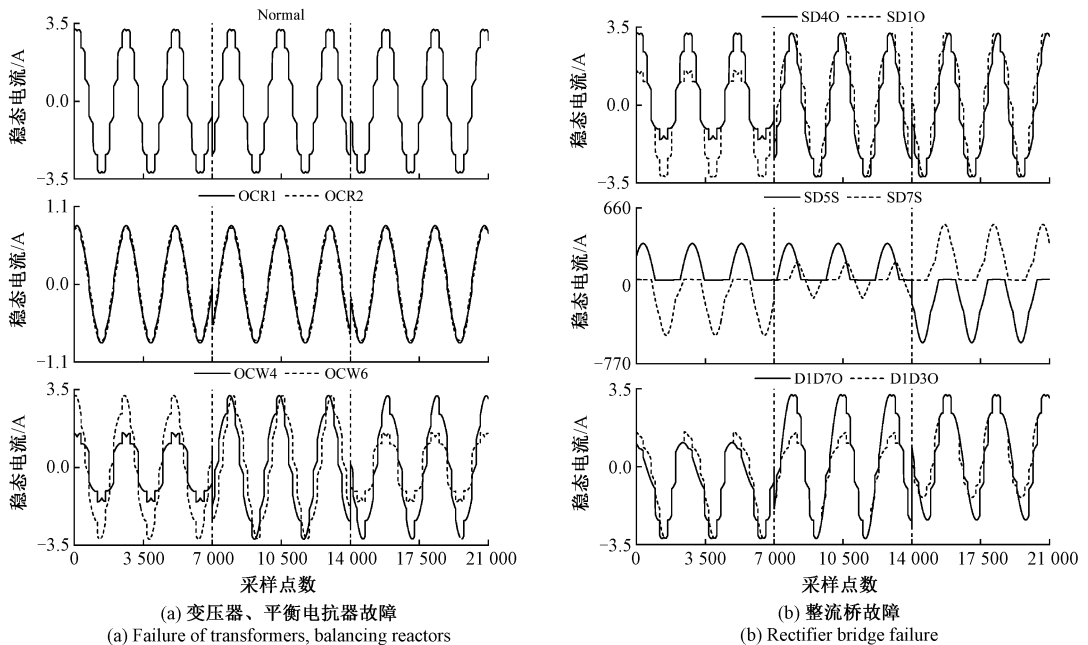 Normal
3.5
0.0
−3.5
稳态电流/A
OCR1 OCR2
1.1
0.0
−1.1
稳态电流/A
OCW4 OCW6
3.5
0.0
−3.5
稳态电流/A
0 3 500 7 000 10 500 14 000 17 500 21 000
采样点数
(a) 变压器、平衡电抗器故障
(a) Failure of transformers, balancing reactors
SD4O SD1O
3.5
0.0
−3.5
稳态电流/A
SD5S SD7S
660
0
−770
稳态电流/A
D1D7O D1D3O
3.5
0.0
−3.5
稳态电流/A
0 3 500 7 000 10 500 14 000 17 500 21 000
采样点数
(b) 整流桥故障
(b) Rectifier bridge failure